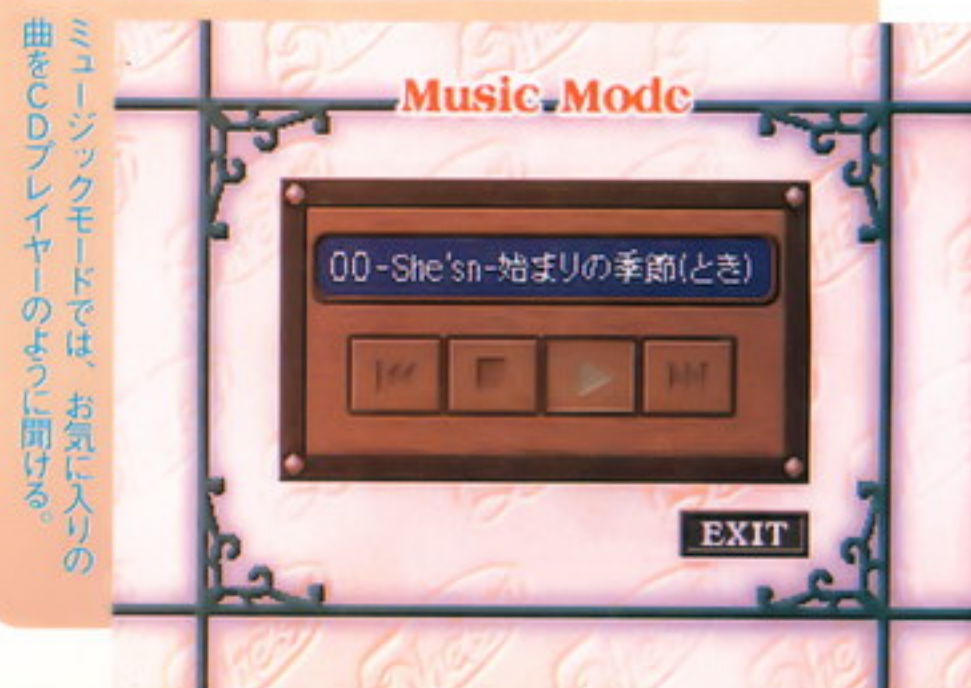 ミュージックモードでは、お気に入りの
曲をCDプレイヤーのように聞ける。
Music Mode
00-She'sn-始まりの季節(とき)
EXIT